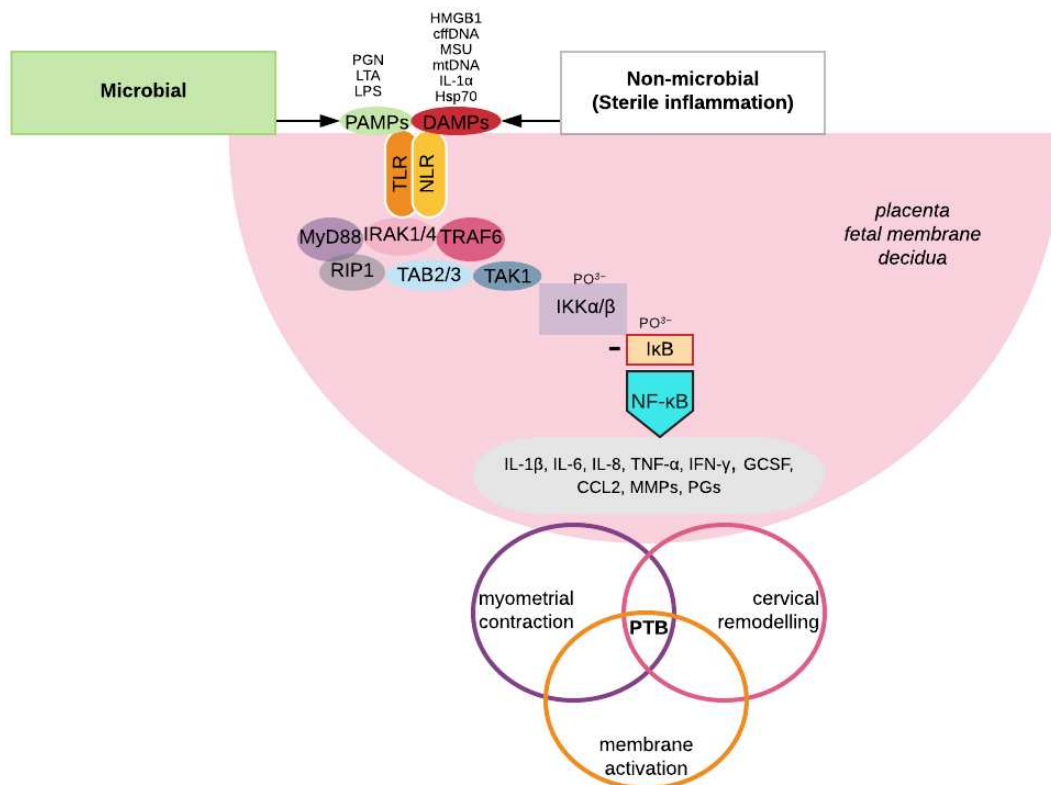 Microbial
PGN
LTA
LPS
HMGB1
cffDNA
MSU
mtDNA
IL-1α
Hsp70
Non-microbial
(Sterile inflammation)
PAMPs
DAMPs
TLR
NLR
placenta
fetal membrane
decidua
MyD88
IRAK1/4
TRAF6
RIP1
TAB2/3
TAK1
PO³⁻
IKKα/β
PO³⁻
-
IκB
NF-κB
IL-1β, IL-6, IL-8, TNF-α, IFN-γ, GCSF,
CCL2, MMPs, PGs
myometrial
contraction
cervical
remodelling
PTB
membrane
activation